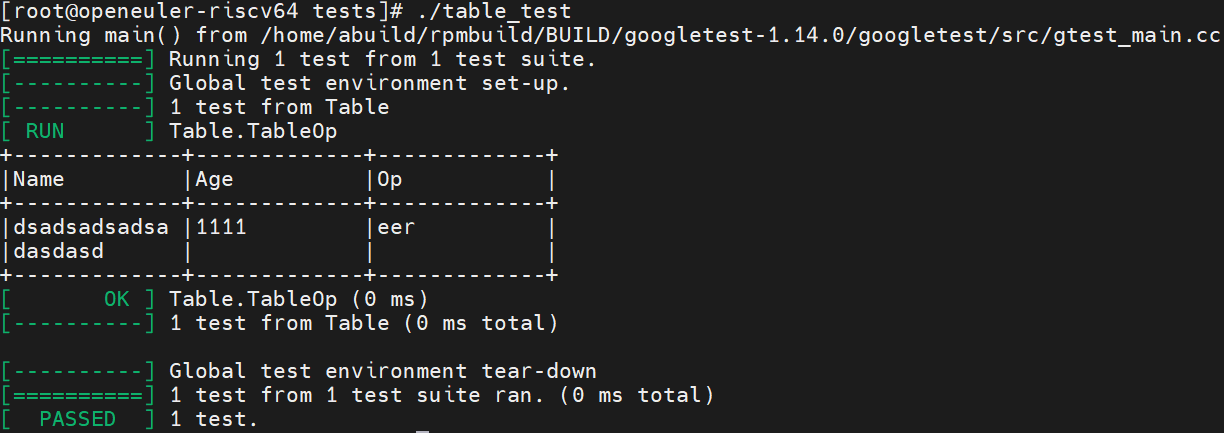 [root@openeuler-riscv64 tests]# ./table_test
Running main() from /home/abuild/rpmbuild/BUILD/googletest-1.14.0/googletest/src/gtest_main.cc
[==========] Running 1 test from 1 test suite.
[----------] Global test environment set-up.
[----------] 1 test from Table
[ RUN      ] Table.TableOp
+-------------+-------------+-------------+
|Name         |Age          |Op           |
+-------------+-------------+-------------+
|dsadsadsadsa |1111         |eer          |
|dasdasd      |             |             |
+-------------+-------------+-------------+
[       OK ] Table.TableOp (0 ms)
[----------] 1 test from Table (0 ms total)

[----------] Global test environment tear-down
[==========] 1 test from 1 test suite ran. (0 ms total)
[  PASSED  ] 1 test.